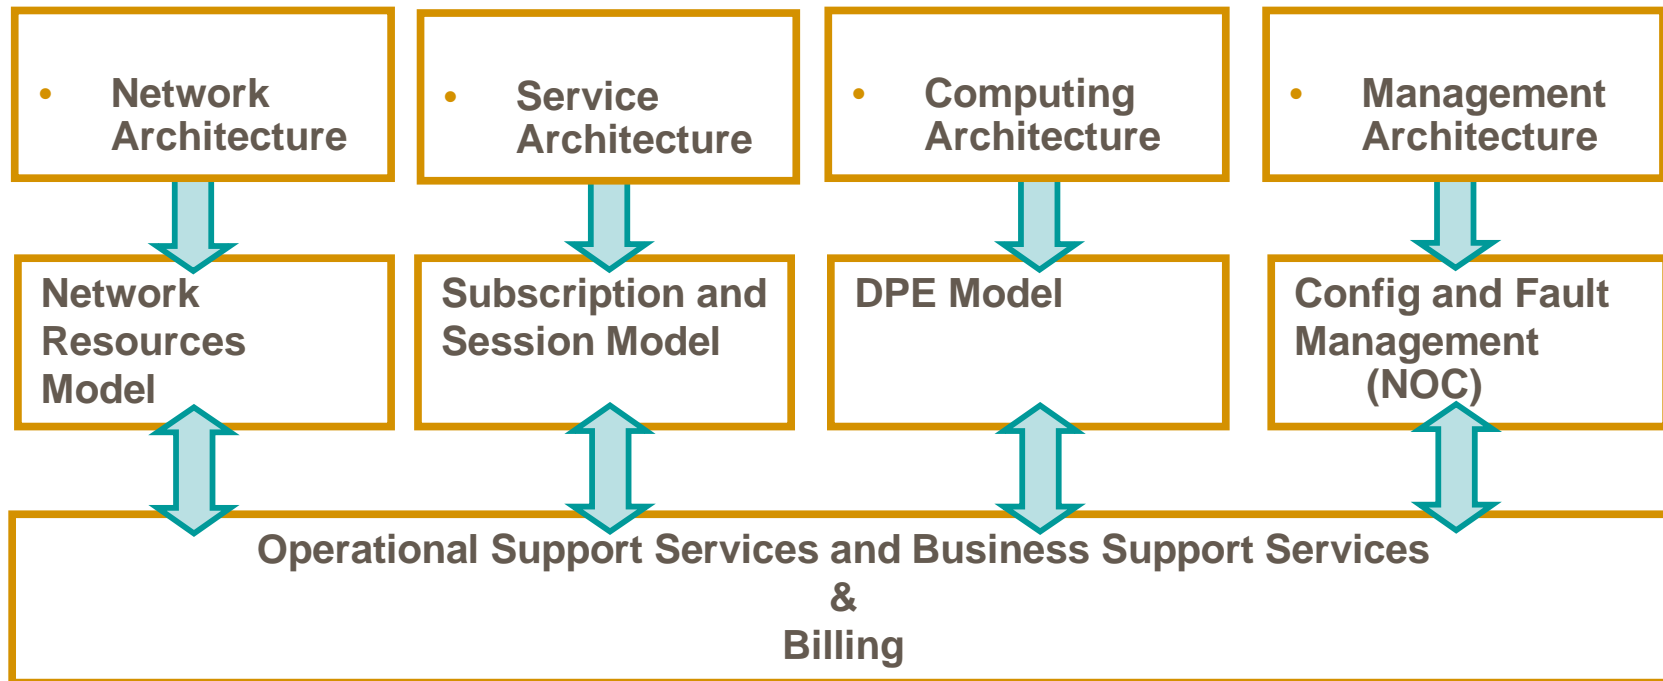 • Network
Architecture
• Service
Architecture
• Computing
Architecture
• Management
Architecture
Network
Resources
Model
Subscription and
Session Model
DPE Model
Config and Fault
Management
(NOC)
Operational Support Services and Business Support Services
&
Billing